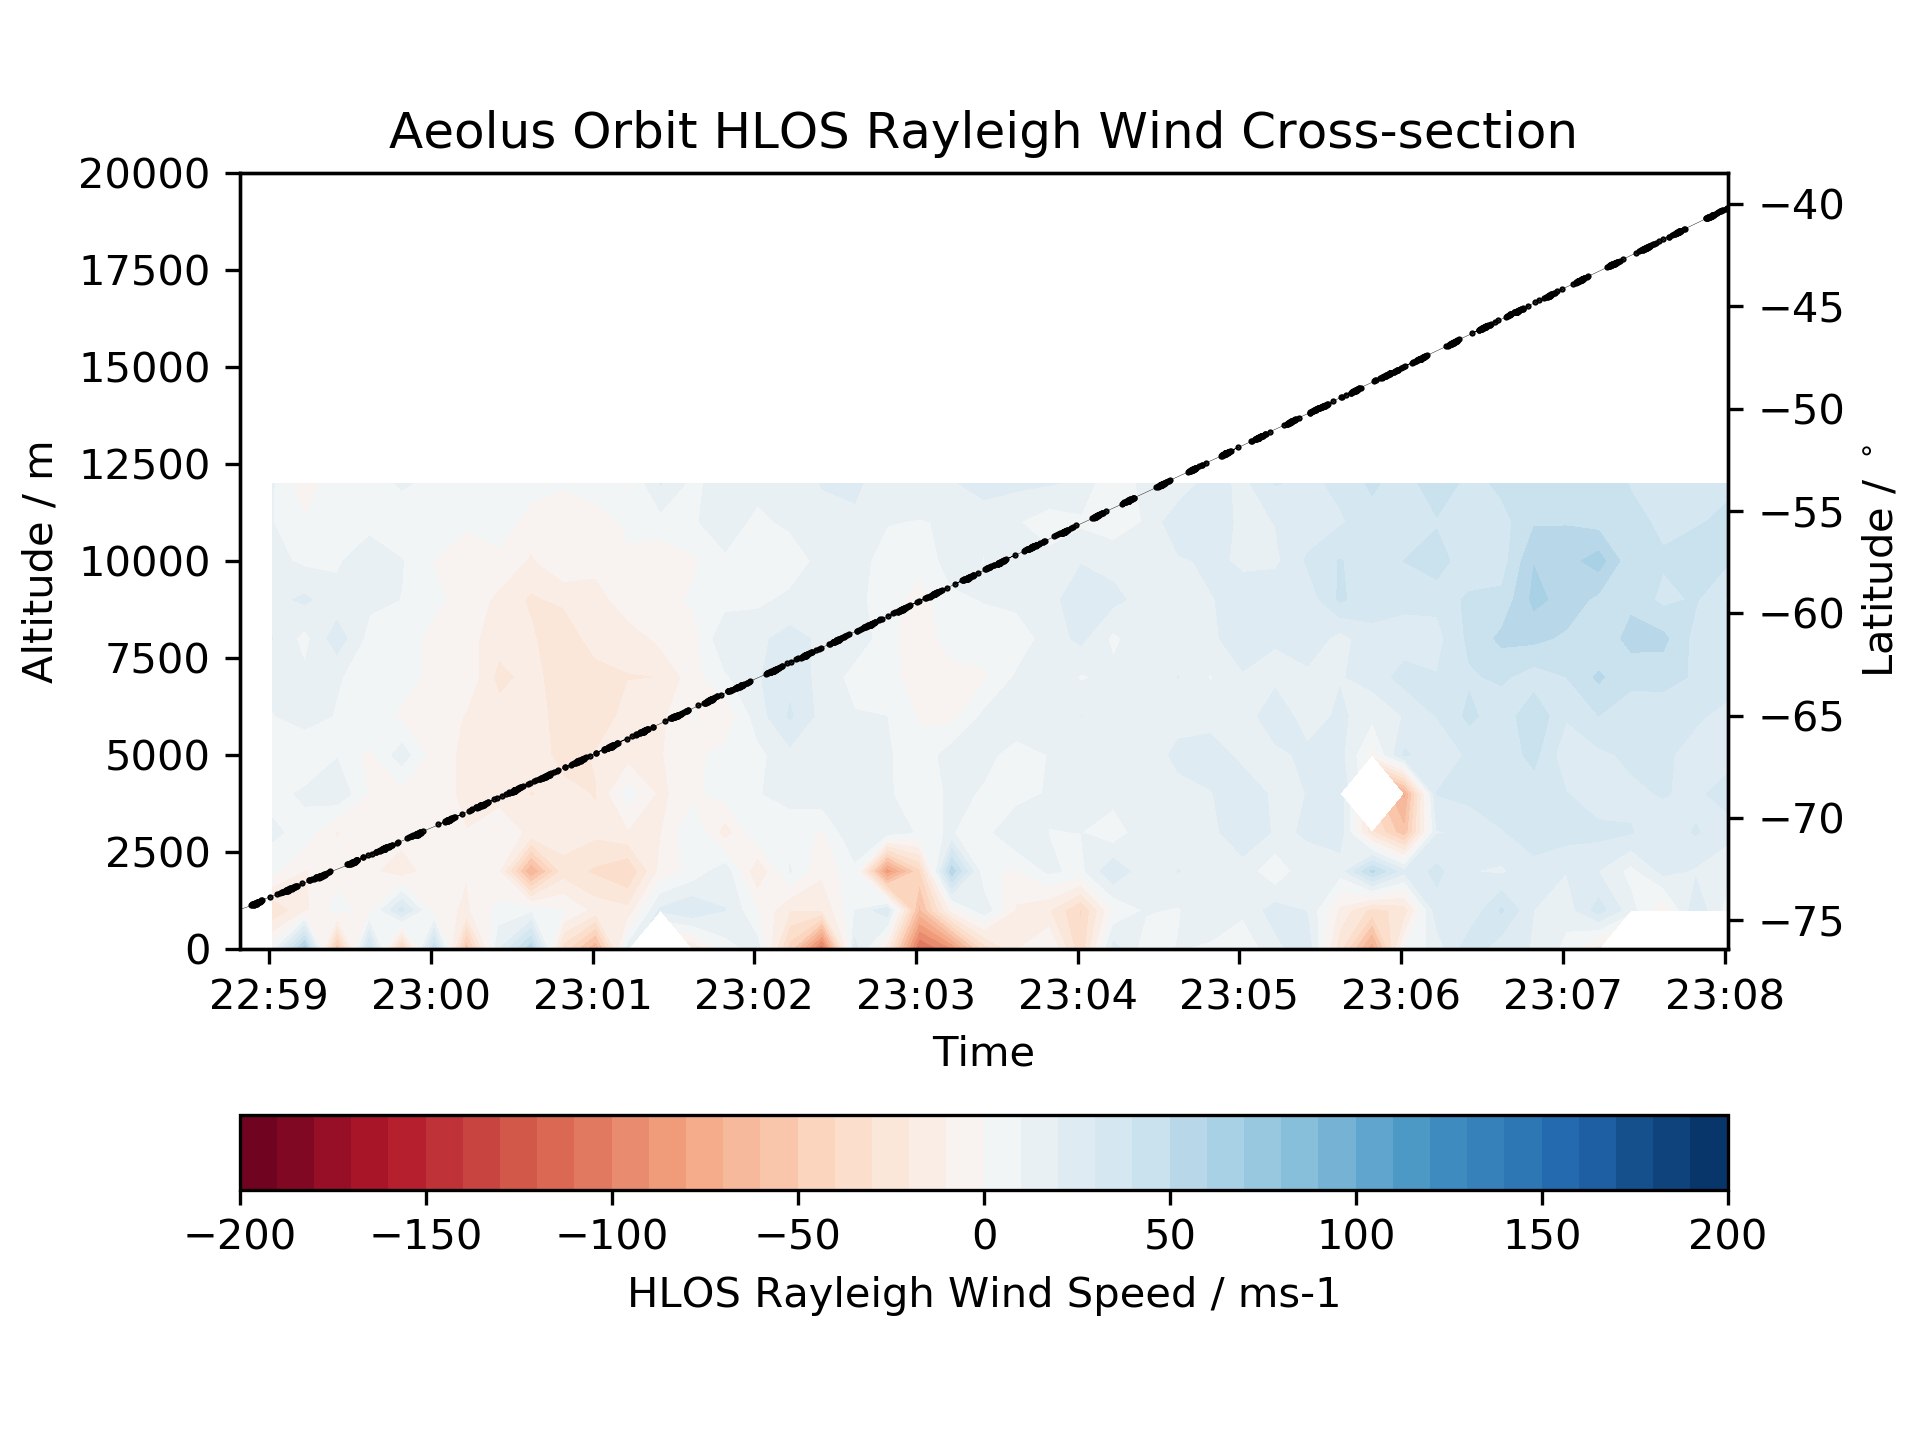 Aeolus Orbit HLOS Rayleigh Wind Cross-section
20000
17500
15000
12500
10000
7500
5000
2500
0
Altitude / m
−40
−45
−50
−55
−60
−65
−70
−75
Latitude / °
22:59 23:00 23:01 23:02 23:03 23:04 23:05 23:06 23:07 23:08
Time
−200 −150 −100 −50 0 50 100 150 200
HLOS Rayleigh Wind Speed / ms-1